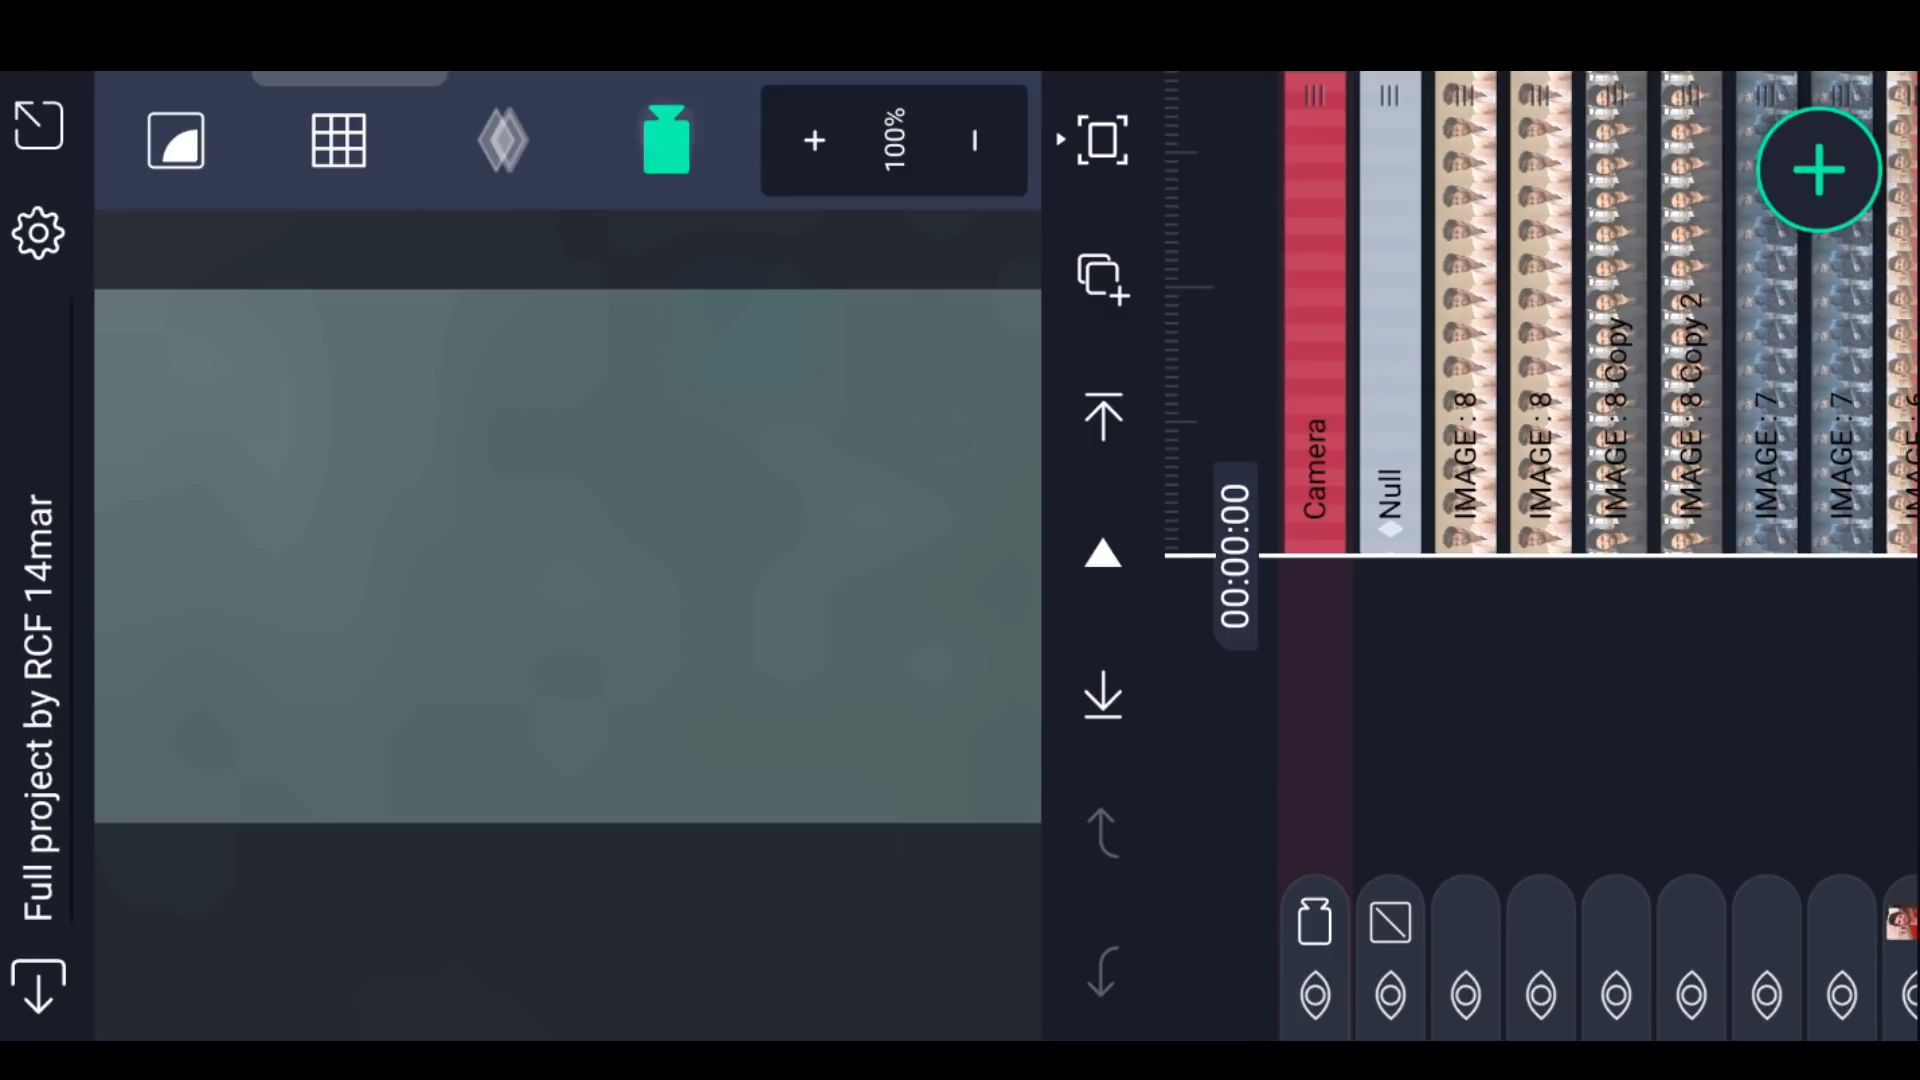 Full project by RCF 14mar
100%
00:00:00
Camera
Null
IMAGE : 8
IMAGE : 8
IMAGE : 8 Copy
IMAGE : 8 Copy 2
IMAGE : 7
IMAGE : 7